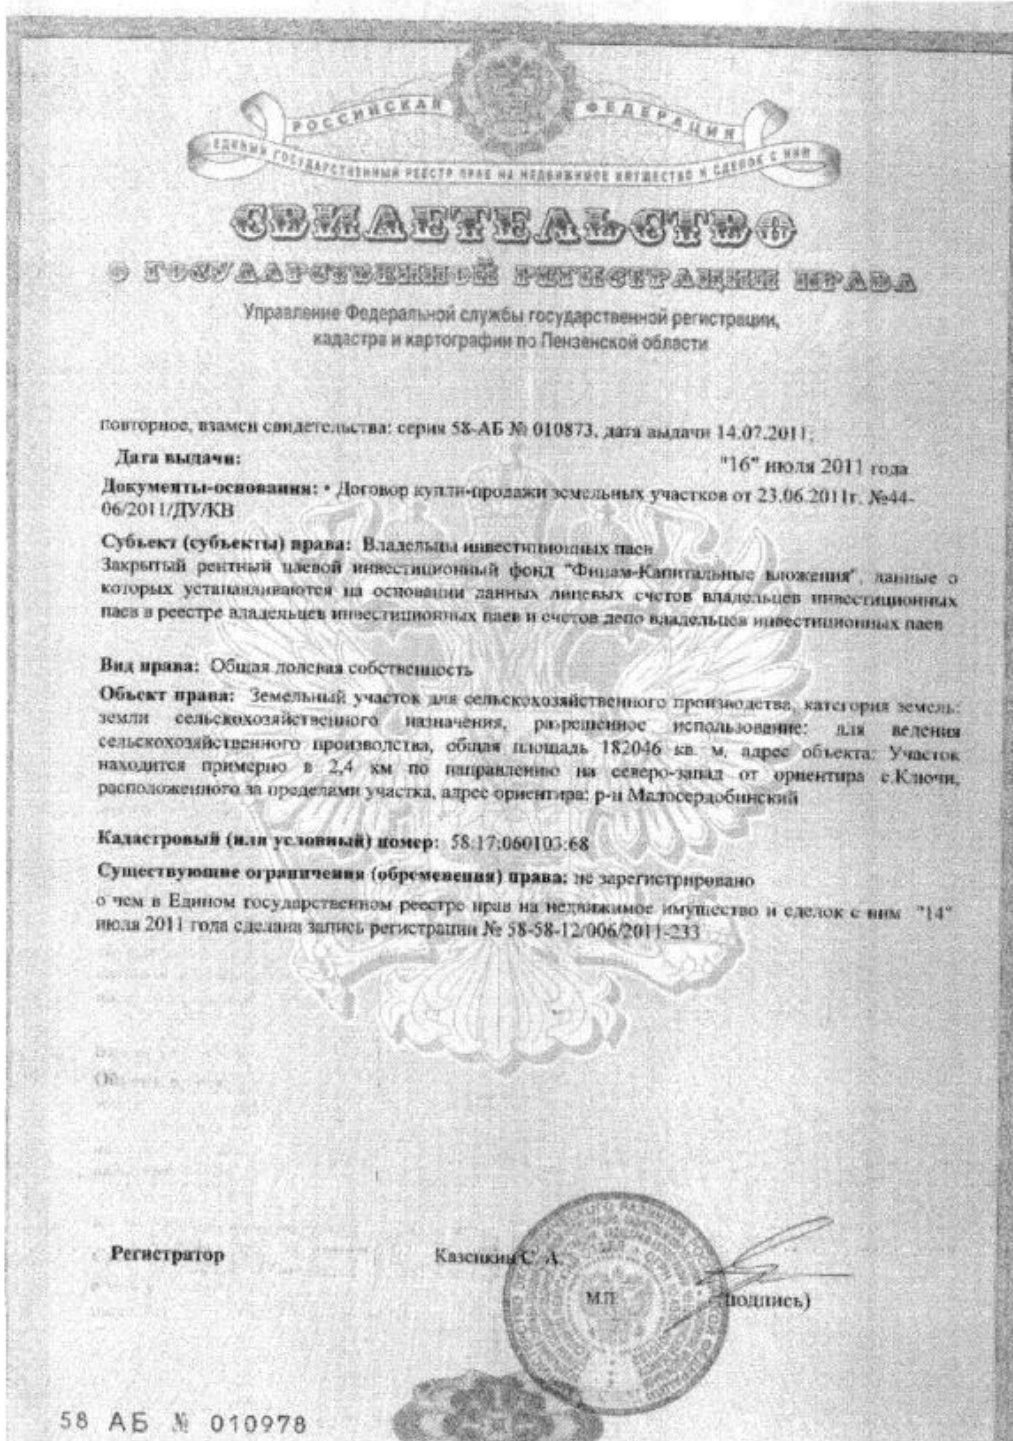 РОССИЙСКАЯ ФЕДЕРАЦИЯ
ЕДИНЫЙ ГОСУДАРСТВЕННЫЙ РЕЕСТР ПРАВ НА НЕДВИЖИМОЕ ИМУЩЕСТВО И СДЕЛОК С НИМ
СВИДЕТЕЛЬСТВО
О ГОСУДАРСТВЕННОЙ РЕГИСТРАЦИИ ПРАВА
Управление Федеральной службы государственной регистрации,
кадастра и картографии по Пензенской области
повторное, взамен свидетельства: серия 58-АБ № 010873, дата выдачи 14.07.2011;
Дата выдачи: "16" июля 2011 года
Документы-основания: • Договор купли-продажи земельных участков от 23.06.2011г. №44-
06/2011/ДУ/КВ
Субъект (субъекты) права: Владельцы инвестиционных паев
Закрытый рентный паевой инвестиционный фонд "Финам-Капитальные вложения", данные о
которых устанавливаются на основании данных лицевых счетов владельцев инвестиционных
паев в реестре владельцев инвестиционных паев и счетов депо владельцев инвестиционных паев
Вид права: Общая долевая собственность
Объект права: Земельный участок для сельскохозяйственного производства, категория земель:
земли сельскохозяйственного назначения, разрешенное использование: для ведения
сельскохозяйственного производства, общая площадь 182046 кв. м, адрес объекта: Участок
находится примерно в 2,4 км по направлению на северо-запад от ориентира с.Ключи,
расположенного за пределами участка, адрес ориентира: р-н Малосердобинский
Кадастровый (или условный) номер: 58:17:060103:68
Существующие ограничения (обременения) права: не зарегистрировано
о чем в Едином государственном реестре прав на недвижимое имущество и сделок с ним "14"
июля 2011 года сделана запись регистрации № 58-58-12/006/2011-233
Регистратор Казенкин С. А.
М.П. (подпись)
58 АБ № 010978